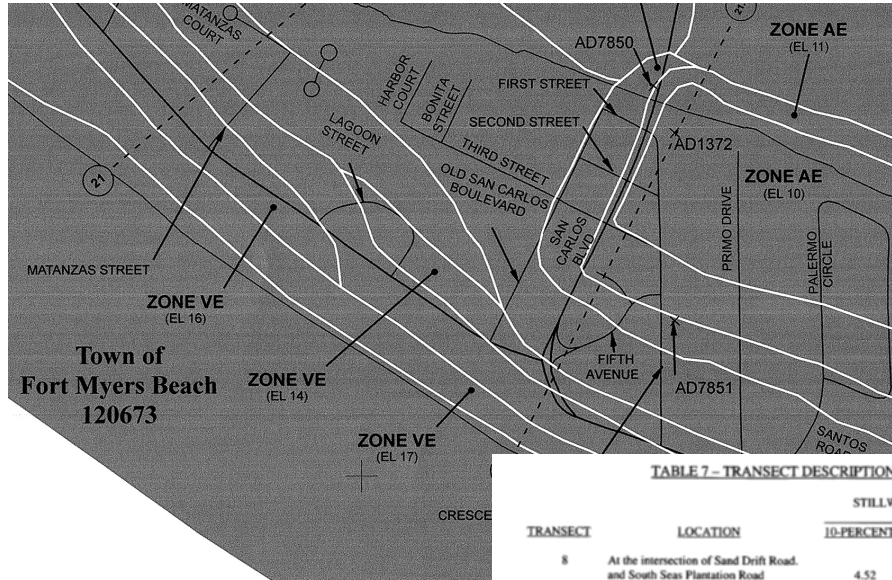 MATANZAS
COURT
HARBOR
COURT
BONITA
STREET
LAGOON
STREET
THIRD STREET
OLD SAN CARLOS
BOULEVARD
FIRST STREET
SECOND STREET
AD7850
ZONE AE
(EL 11)
AD1372
ZONE AE
(EL 10)
SAN
CARLOS
BLVD
PRIMO DRIVE
PALERMO
CIRCLE
21
MATANZAS STREET
ZONE VE
(EL 16)
Town of
Fort Myers Beach
120673
ZONE VE
(EL 14)
ZONE VE
(EL 17)
FIFTH
AVENUE
AD7851
SANTOS
TABLE 7 – TRANSECT DESCRIPTION
TRANSECT LOCATION 10-PERCENT
8 At the intersection of Sand Drift Road.
and South Seas Plantation Road 4.52